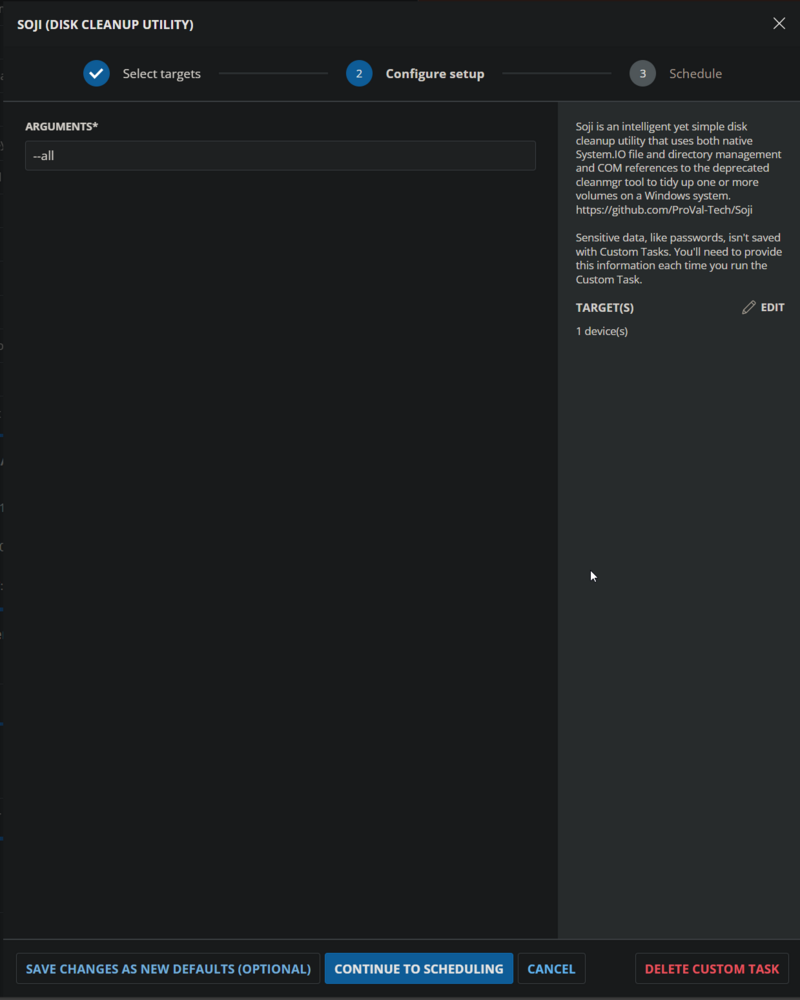 SOJI (DISK CLEANUP UTILITY)
Select targets
2
Configure setup
3
Schedule
ARGUMENTS*
--all
Soji is an intelligent yet simple disk
cleanup utility that uses both native
System.IO file and directory management
and COM references to the deprecated
cleanmgr tool to tidy up one or more
volumes on a Windows system.
https://github.com/ProVal-Tech/Soji
Sensitive data, like passwords, isn't saved
with Custom Tasks. You'll need to provide
this information each time you run the
Custom Task.
TARGET(S)
EDIT
1 device(s)
SAVE CHANGES AS NEW DEFAULTS (OPTIONAL)
CONTINUE TO SCHEDULING
CANCEL
DELETE CUSTOM TASK